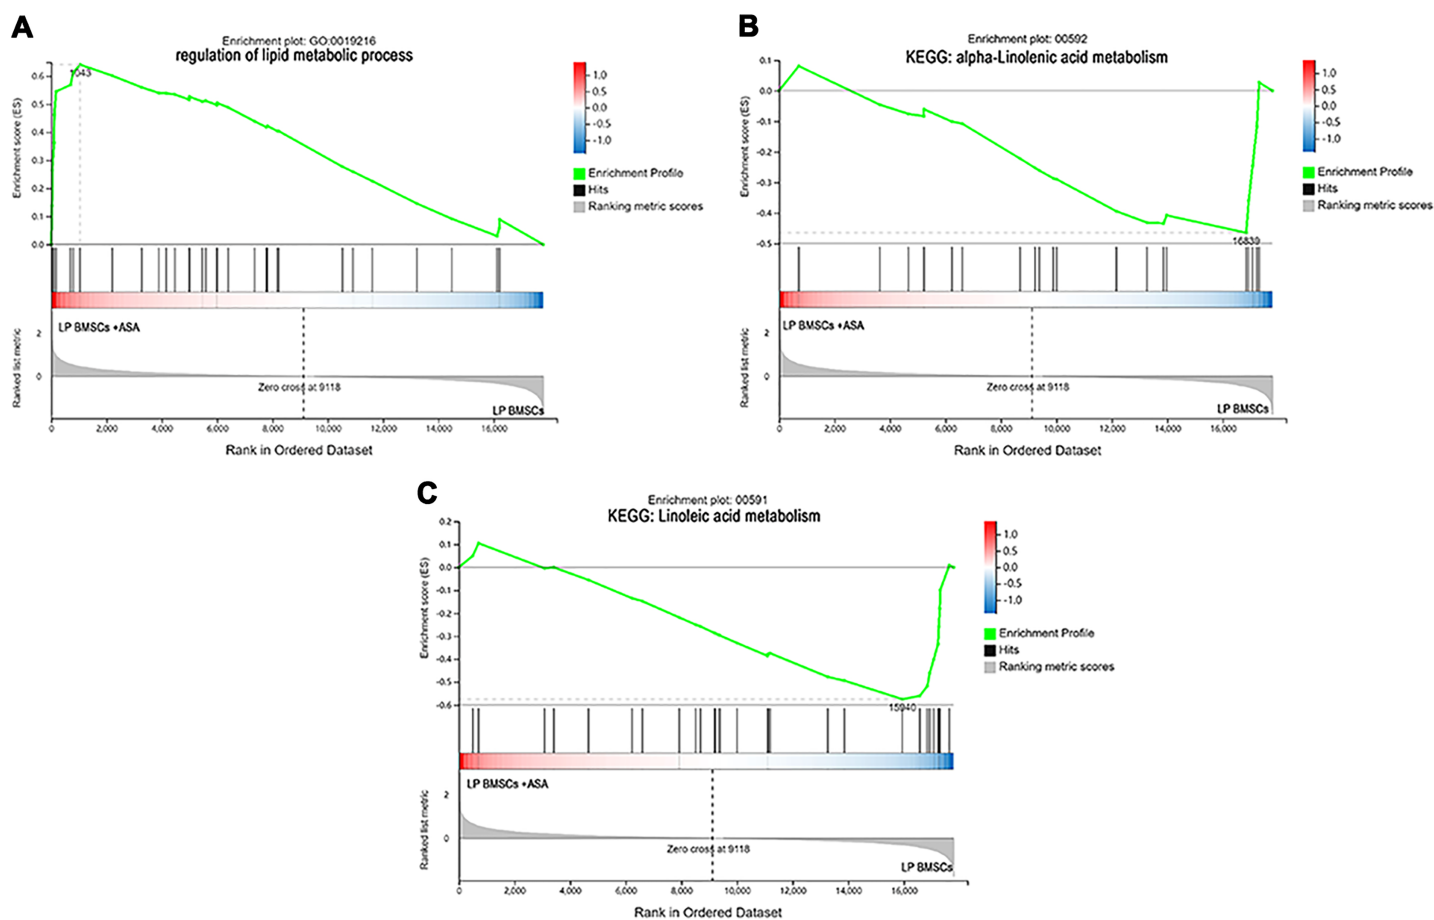 A
Enrichment plot: GO:0019216
regulation of lipid metabolic process
Enrichment score (ES)
0.6
0.5
0.4
0.3
0.2
0.1
0.0
1043
1.0
0.5
0.0
-0.5
-1.0
Enrichment Profile
Hits
Ranking metric scores
LP BMSCs +ASA
Ranked list metric
2
0
Zero cross at 9118
LP BMSCs
0 2,000 4,000 6,000 8,000 10,000 12,000 14,000 16,000
Rank in Ordered Dataset
B
Enrichment plot: 00592
KEGG: alpha-Linolenic acid metabolism
Enrichment score (ES)
0.1
0.0
-0.1
-0.2
-0.3
-0.4
-0.5
16839
1.0
0.5
0.0
-0.5
-1.0
Enrichment Profile
Hits
Ranking metric scores
LP BMSCs +ASA
Ranked list metric
2
0
Zero cross at 9118
LP BMSCs
0 2,000 4,000 6,000 8,000 10,000 12,000 14,000 16,000
Rank in Ordered Dataset
C
Enrichment plot: 00591
KEGG: Linoleic acid metabolism
Enrichment score (ES)
0.2
0.1
0.0
-0.1
-0.2
-0.3
-0.4
-0.5
-0.6
15940
1.0
0.5
0.0
-0.5
-1.0
Enrichment Profile
Hits
Ranking metric scores
LP BMSCs +ASA
Ranked list metric
2
0
Zero cross at 9118
LP BMSCs
0 2,000 4,000 6,000 8,000 10,000 12,000 14,000 16,000
Rank in Ordered Dataset